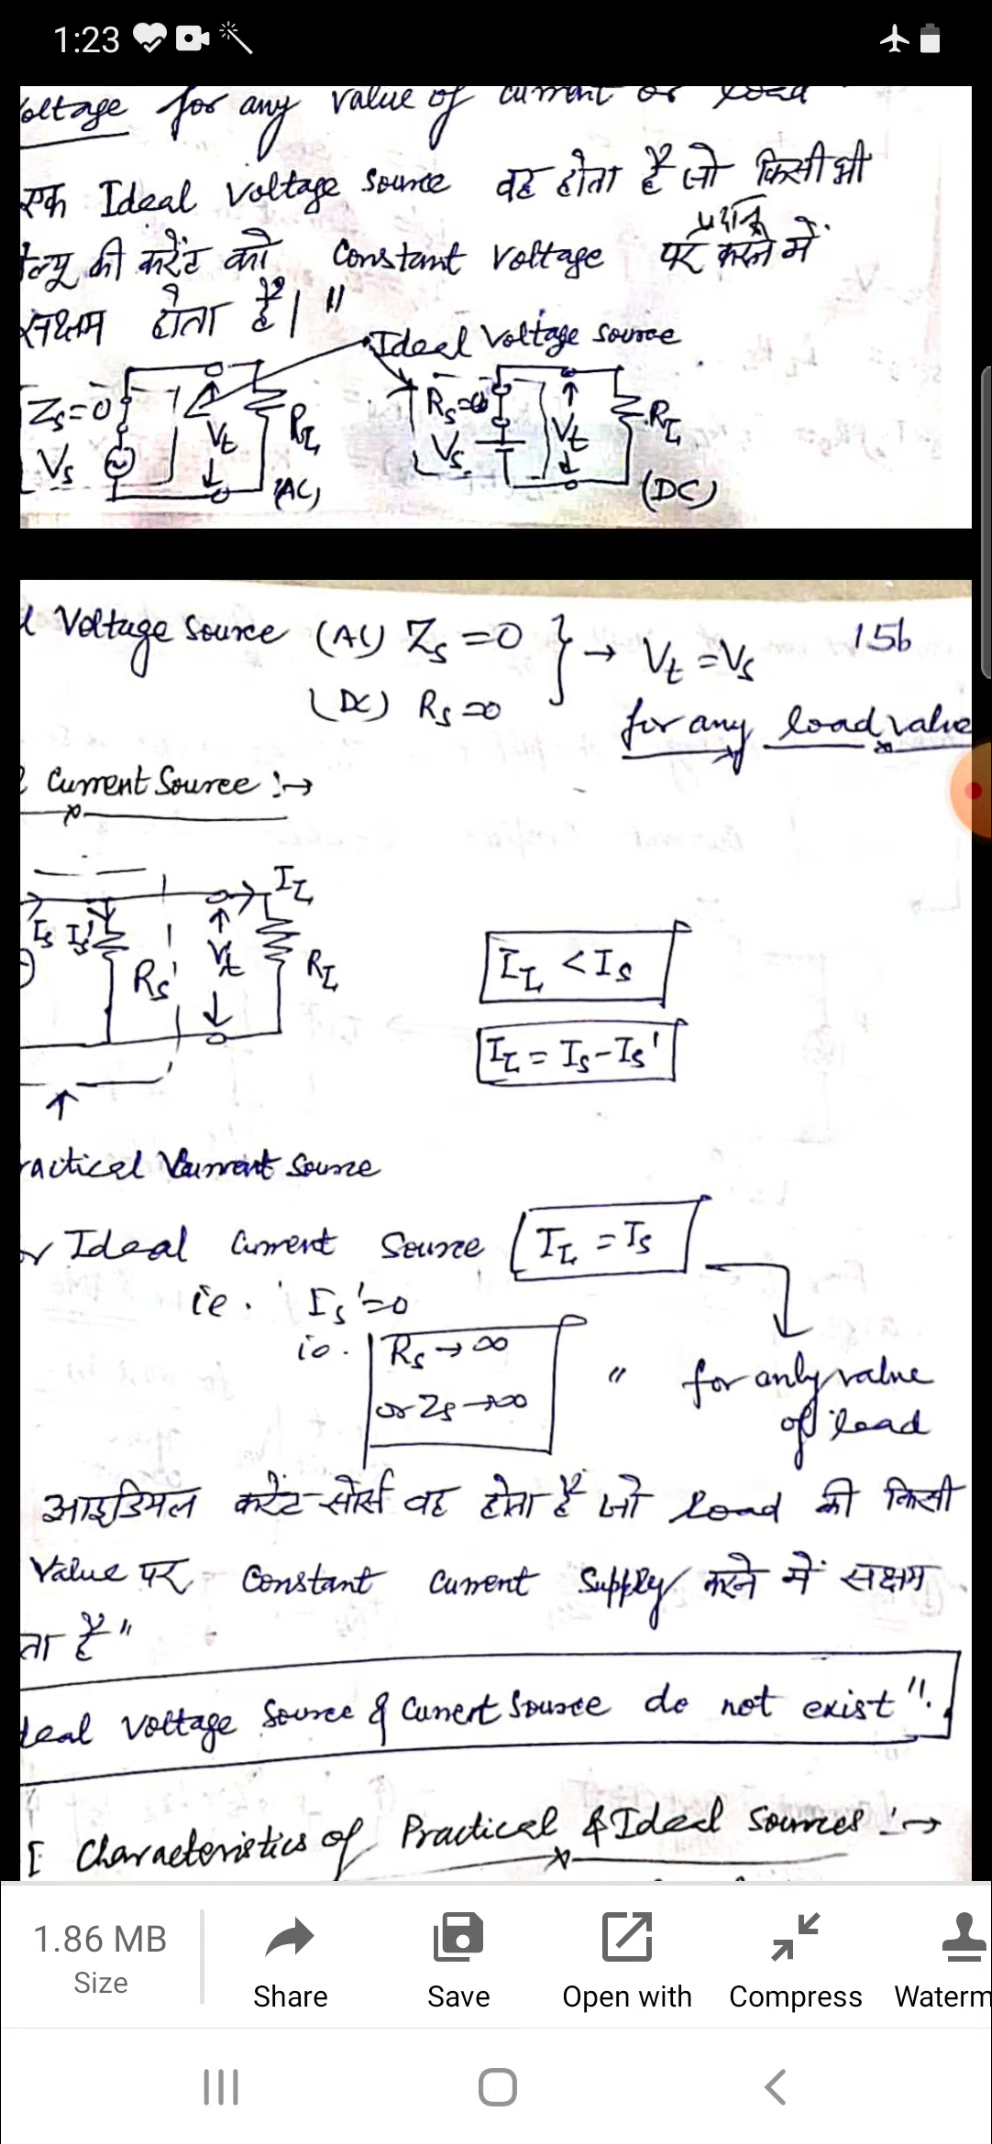 1:23
oltage for any value of current or load
एक Ideal Voltage Source वह होता है जो किसी भी
की करेंट को Constant Voltage पर करने में
सक्षम होता है।"
Ideal Voltage Source
Zs=0
Vs
Vt
RL
(AC)
Rs=0
Vs
Vt
RL
(DC)
l Voltage Source (AC) Zs =0 } → Vt =Vs
156
(DC) Rs=0
for any load value
Current Source :→
IL
Is Is'
Rs'
Vt
RL
IL < Is
IL = Is-Is'
ractical Current Source
r Ideal Current Source IL = Is
ie. Is'=0
ie. Rs → ∞
or Zs → ∞
" for any value
of load
आइडियल करेंट-सोर्स वह होता है जो load की किसी
Value पर Constant Current Supply करने में सक्षम
ता है"
deal Voltage Source & Current Source do not exist".
I Characteristics of Practical & Ideal Sources :→
1.86 MB
Size
Share
Save
Open with
Compress
Waterm